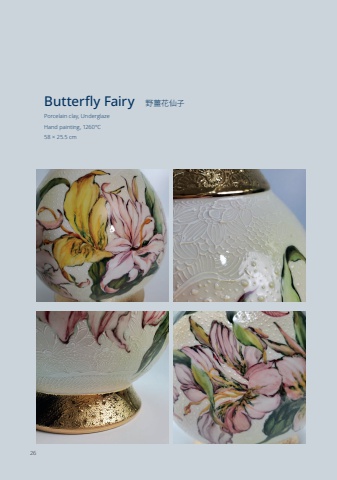 Butterfly Fairy 野薑花仙子
Porcelain clay, Underglaze
Hand painting, 1260°C
58 × 25.5 cm
26